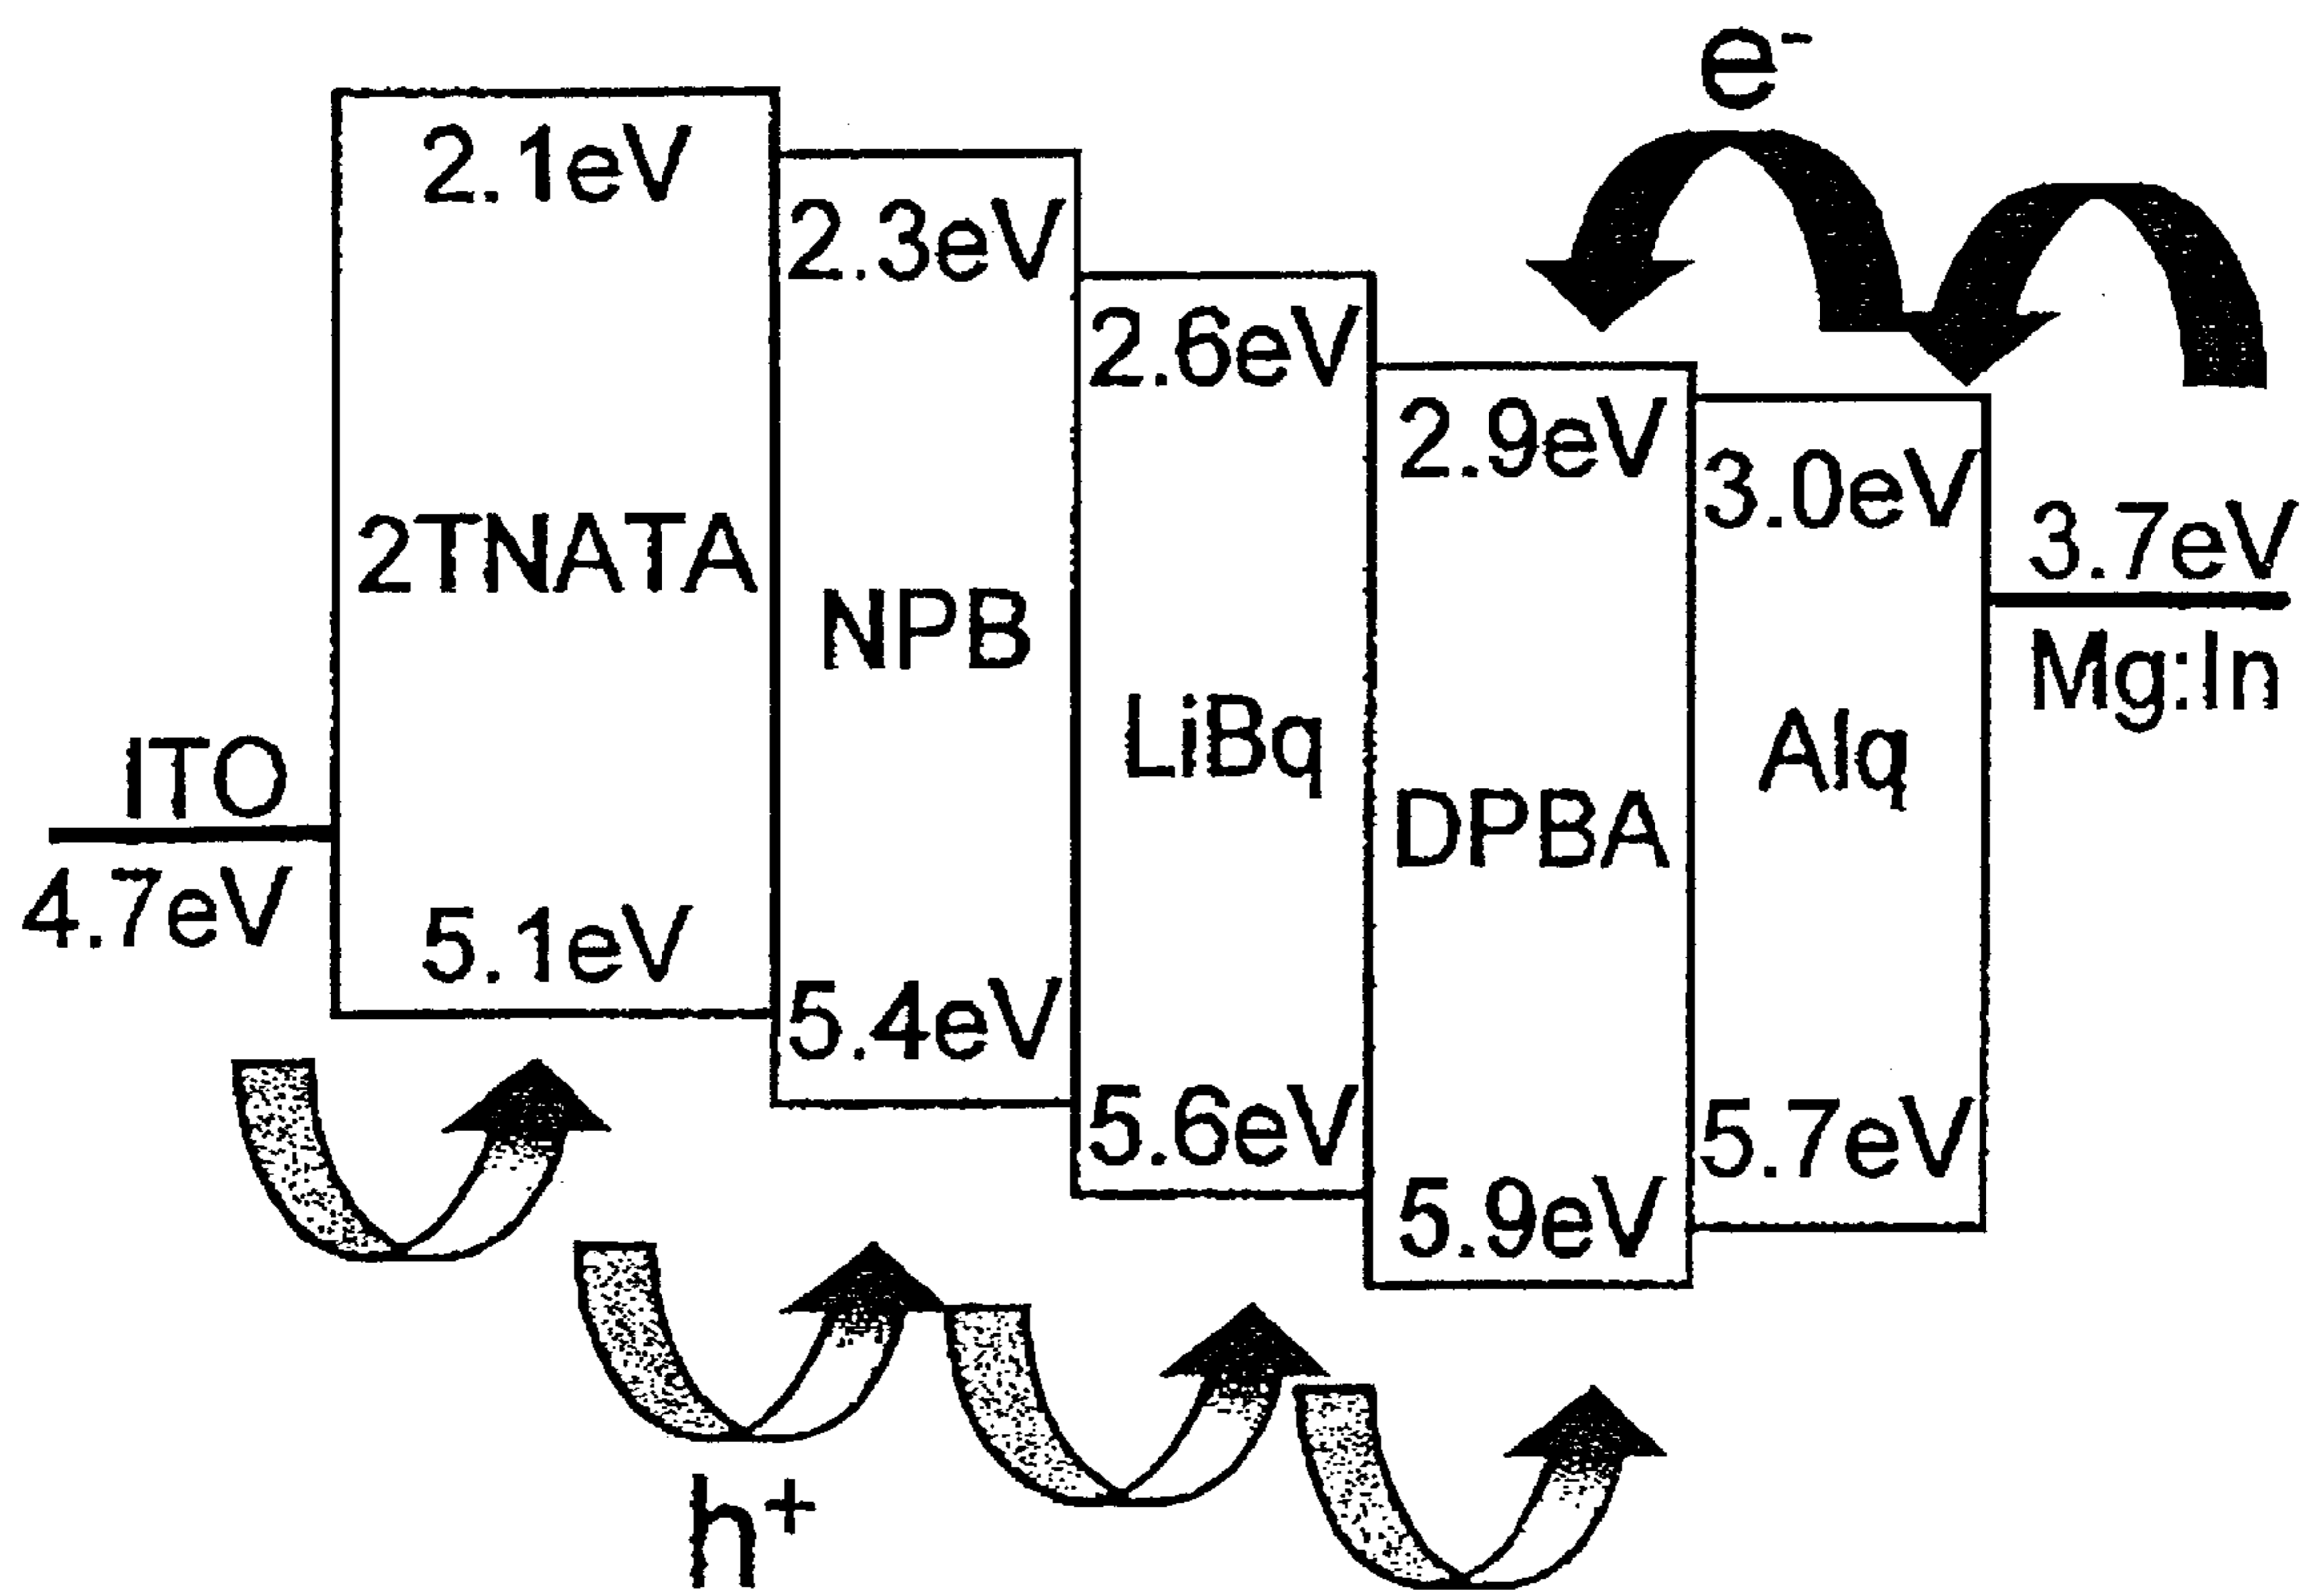 e⁻
2.1eV
2.3eV
2.6eV
2.9eV
3.0eV
3.7eV
2TNATA
NPB
LiBq
DPBA
Alq
Mg:In
ITO
4.7eV
5.1eV
5.4eV
5.6eV
5.9eV
5.7eV
h⁺